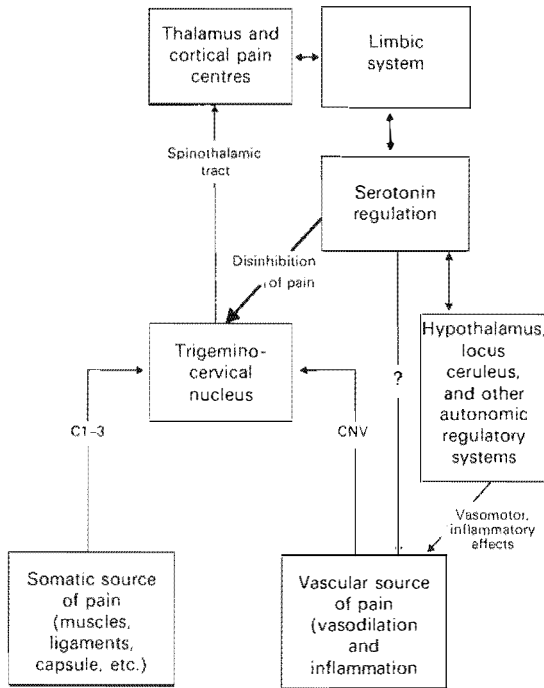 Thalamus and
cortical pain
centres
Limbic
system
Spinothalamic
tract
Serotonin
regulation
Disinhibition
of pain
Trigemino-
cervical
nucleus
Hypothalamus,
locus
ceruleus,
and other
autonomic
regulatory
systems
?
C1–3
CNV
Vasomotor,
inflammatory
effects
Somatic source
of pain
(muscles,
ligaments,
capsule, etc.)
Vascular source
of pain
(vasodilation
and
inflammation